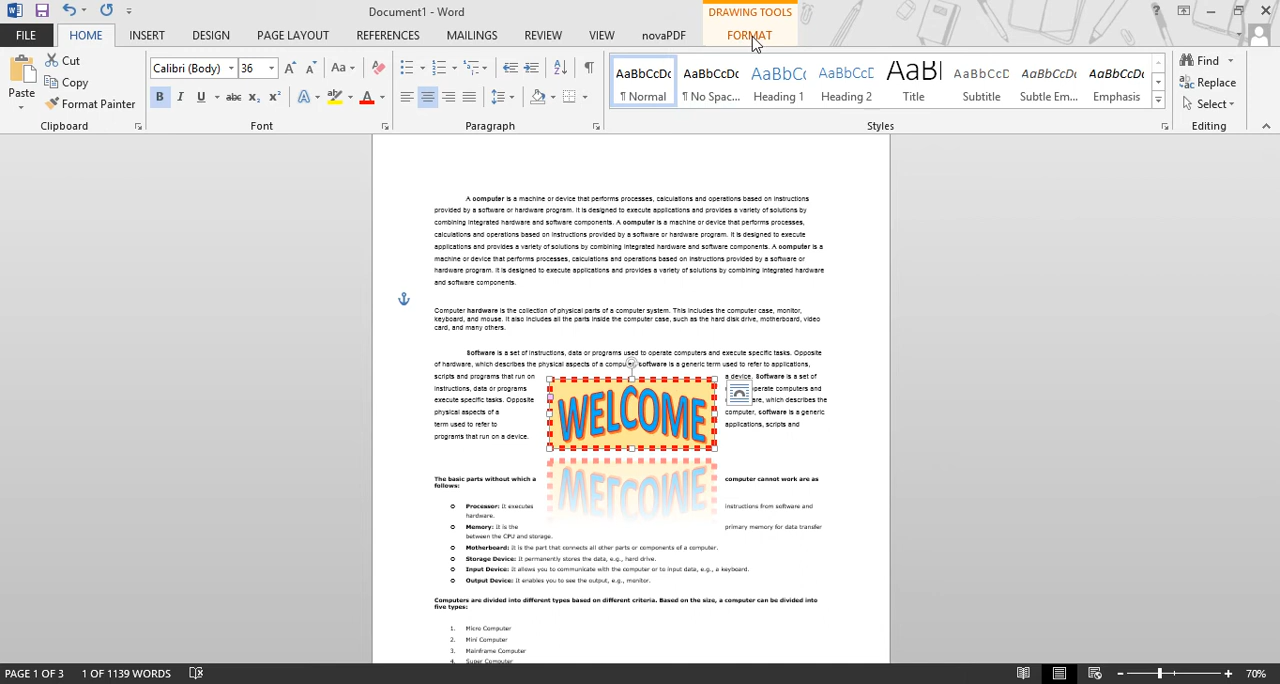 Document1 - Word
DRAWING TOOLS
FILE HOME INSERT DESIGN PAGE LAYOUT REFERENCES MAILINGS REVIEW VIEW novaPDF FORMAT
Paste
Cut
Copy
Format Painter
Clipboard
Calibri (Body) 36
Font
Paragraph
AaBbCcDc AaBbCcDc AaBbCc AaBbCcC AaBl AaBbCcC AaBbCcDc AaBbCcDc
¶ Normal ¶ No Spac... Heading 1 Heading 2 Title Subtitle Subtle Em... Emphasis
Styles
Find
Replace
Select
Editing
A computer is a machine or device that performs processes, calculations and operations based on instructions
provided by a software or hardware program. It is designed to execute applications and provides a variety of solutions by
combining integrated hardware and software components. A computer is a machine or device that performs processes,
calculations and operations based on instructions provided by a software or hardware program. It is designed to execute
applications and provides a variety of solutions by combining integrated hardware and software components. A computer is a
machine or device that performs processes, calculations and operations based on instructions provided by a software or
hardware program. It is designed to execute applications and provides a variety of solutions by combining integrated hardware
and software components.
Computer hardware is the collection of physical parts of a computer system. This includes the computer case, monitor,
keyboard, and mouse. It also includes all the parts inside the computer case, such as the hard disk drive, motherboard, video
card, and many others.
Software is a set of instructions, data or programs used to operate computers and execute specific tasks. Opposite
of hardware, which describes the physical aspects of a software is a generic term used to refer to applications,
scripts and programs that run on a device. Software is a set of
instructions, data or programs operate computers and
execute specific tasks. Opposite which describes the
physical aspects of a computer, software is a generic
term used to refer to applications, scripts and
programs that run on a device.
WELCOME
The basic parts without which a computer cannot work are as
follows:
Processor: It executes instructions from software and
hardware.
Memory: It is the primary memory for data transfer
between the CPU and storage.
Motherboard: It is the part that connects all other parts or components of a computer.
Storage Device: It permanently stores the data, e.g., hard drive.
Input Device: It allows you to communicate with the computer or to input data, e.g., a keyboard.
Output Device: It enables you to see the output, e.g., monitor.
Computers are divided into different types based on different criteria. Based on the size, a computer can be divided into
five types:
1. Micro Computer
2. Mini Computer
3. Mainframe Computer
4. Super Computer
PAGE 1 OF 3 1 OF 1139 WORDS 70%